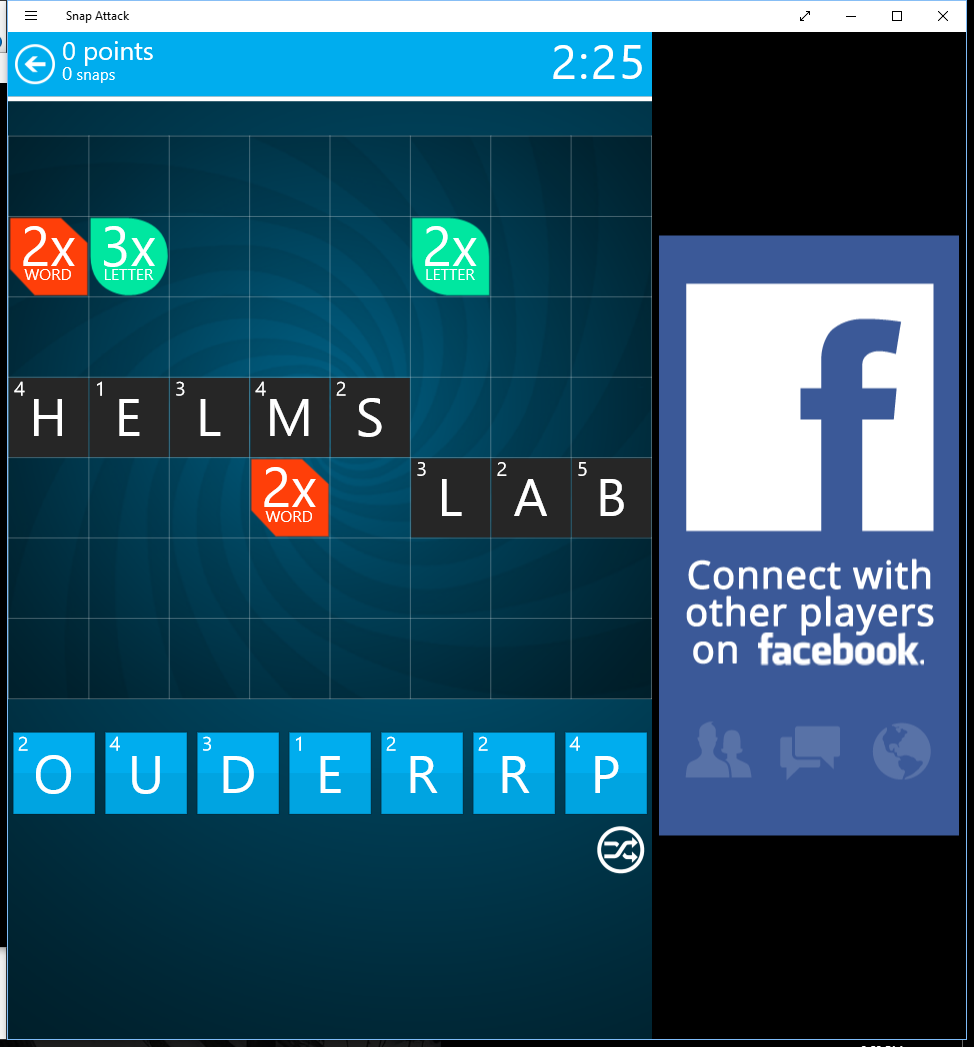 Snap Attack
0 points
0 snaps
2:25
2x
WORD
3x
LETTER
2x
LETTER
4 H
1 E
3 L
4 M
2 S
2x
WORD
3 L
2 A
5 B
f
Connect with
other players
on facebook.
2 O
4 U
3 D
1 E
2 R
2 R
4 P